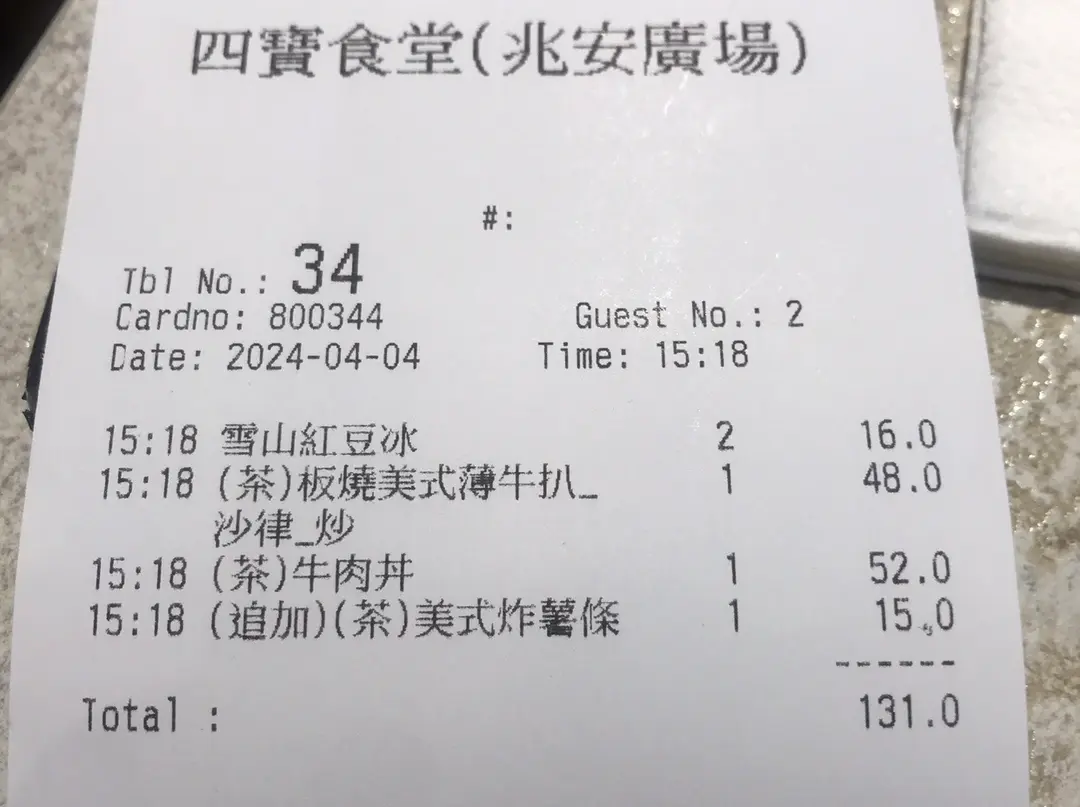 四寶食堂(兆安廣場)
#:
Tbl No.: 34
Cardno: 800344 Guest No.: 2
Date: 2024-04-04 Time: 15:18
15:18 雪山紅豆冰 2 16.0
15:18 (茶)板燒美式薄牛扒_ 1 48.0
沙律_炒
15:18 (茶)牛肉丼 1 52.0
15:18 (追加)(茶)美式炸薯條 1 15.0
------
Total : 131.0